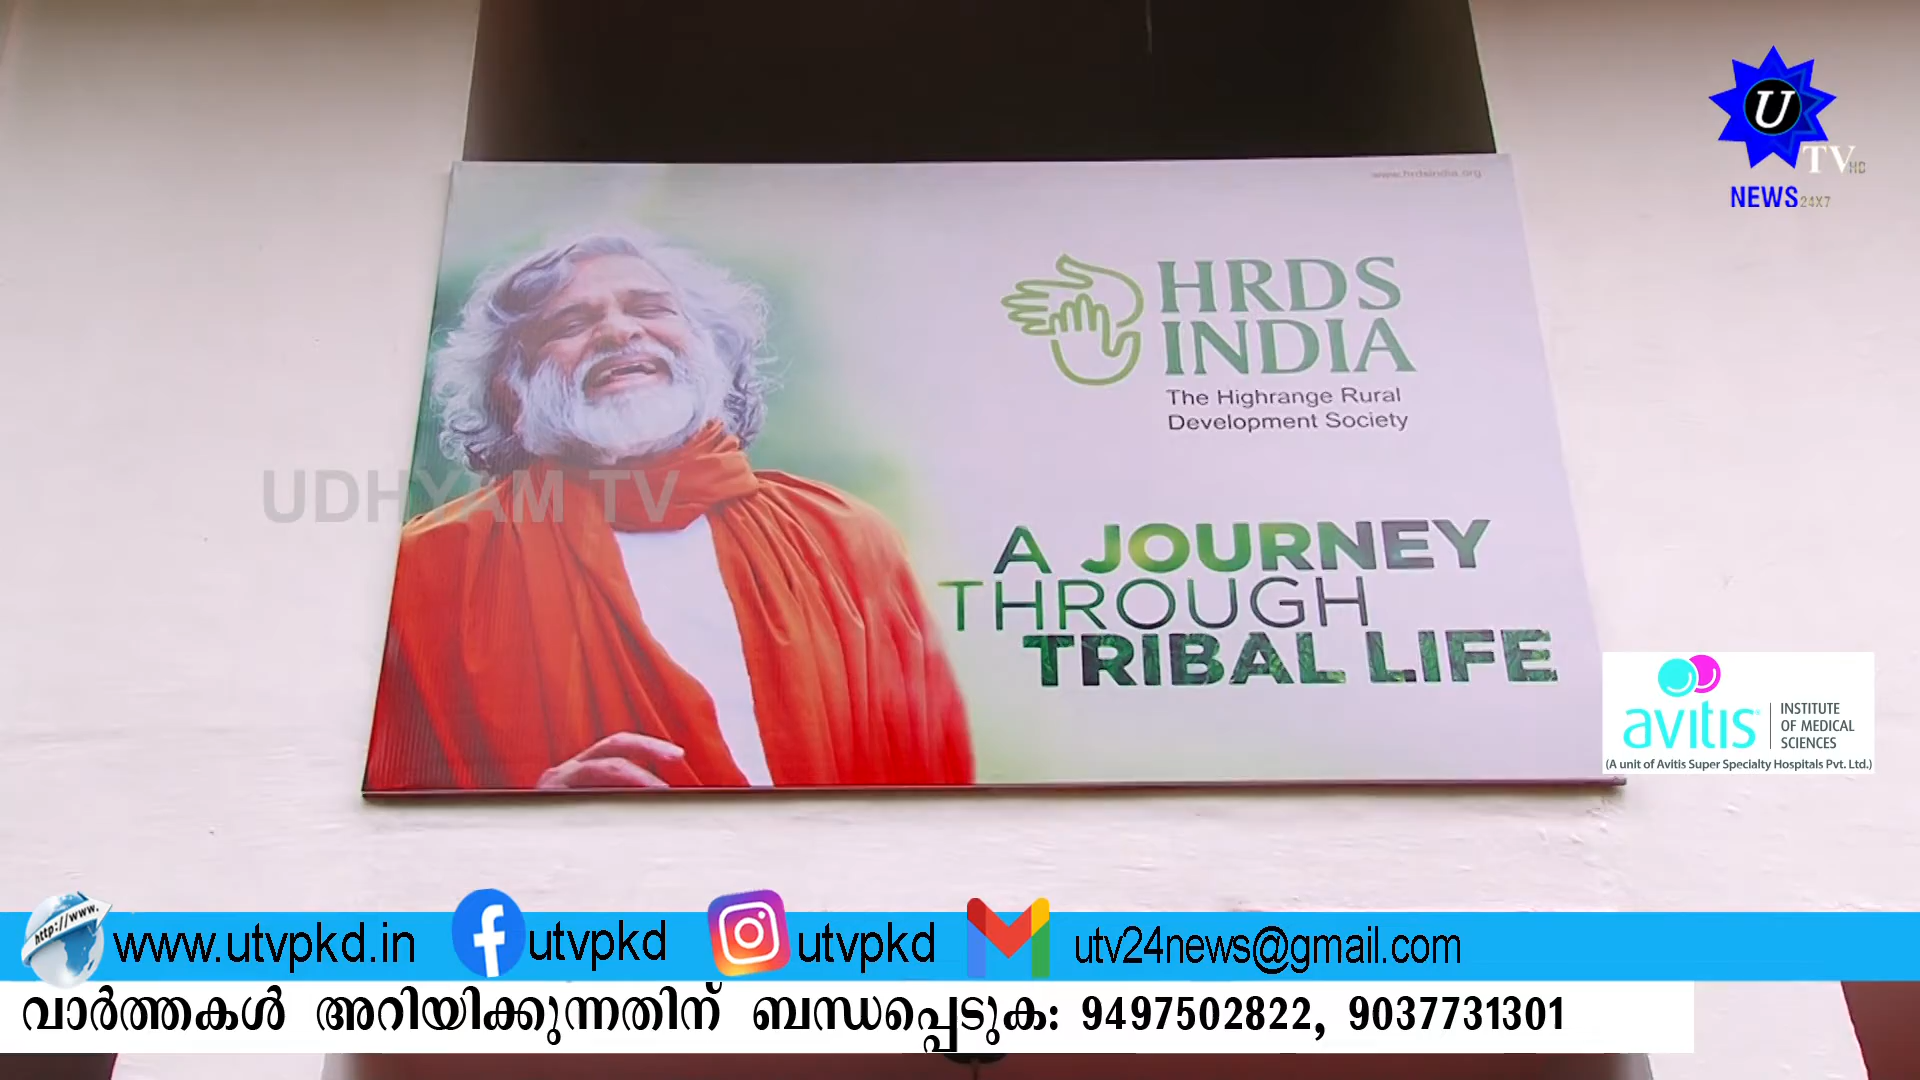 www.hrdsindia.org
U
TV HD
NEWS 24X7
HRDS
INDIA
The Highrange Rural
Development Society
UDHYAM TV
A JOURNEY
THROUGH
TRIBAL LIFE
avitis
INSTITUTE
OF MEDICAL
SCIENCES
(A unit of Avitis Super Specialty Hospitals Pvt. Ltd.)
http://www.
www.utvpkd.in utvpkd utvpkd utv24news@gmail.com
വാർത്തകൾ അറിയിക്കുന്നതിന് ബന്ധപ്പെടുക: 9497502822, 9037731301